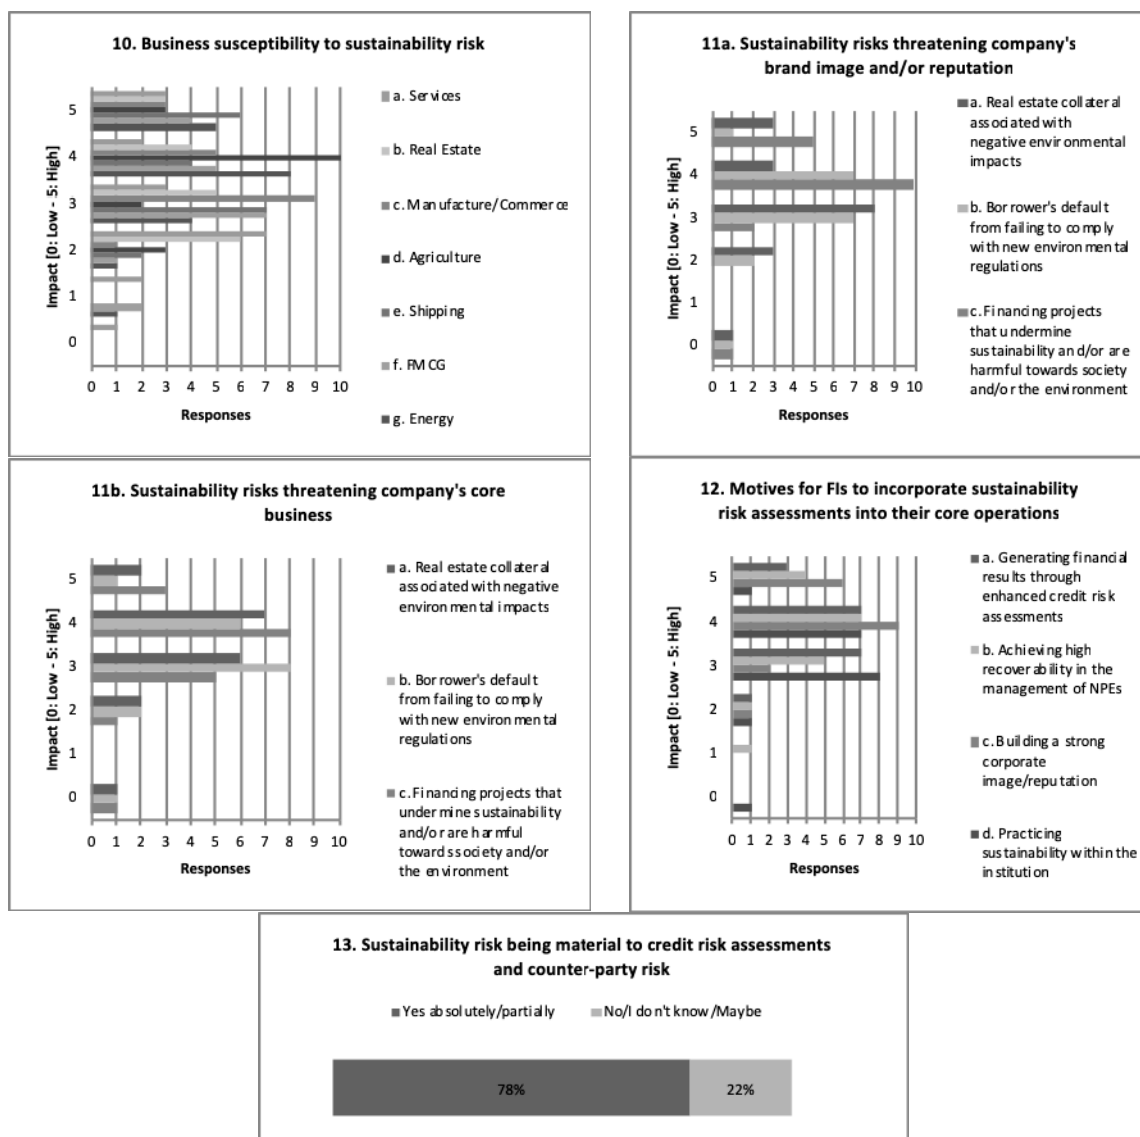 10. Business susceptibility to sustainability risk
Impact [0: Low - 5: High]
5
4
3
2
1
0
0 1 2 3 4 5 6 7 8 9 10
Responses
a. Services
b. Real Estate
c. Manufacture/Commerce
d. Agriculture
e. Shipping
f. FMCG
g. Energy
11a. Sustainability risks threatening company's
brand image and/or reputation
Impact [0: Low - 5: High]
5
4
3
2
1
0
0 1 2 3 4 5 6 7 8 9 10
Responses
a. Real estate collateral
associated with
negative environmental
impacts
b. Borrower's default
from failing to comply
with new environmental
regulations
c. Financing projects
that undermine
sustainability and/or are
harmful towards society
and/or the environment
11b. Sustainability risks threatening company's core
business
Impact [0: Low - 5: High]
5
4
3
2
1
0
0 1 2 3 4 5 6 7 8 9 10
Responses
a. Real estate collateral
associated with negative
environmental impacts
b. Borrower's default
from failing to comply
with new environmental
regulations
c. Financing projects that
undermine sustainability
and/or are harmful
towards society and/or
the environment
12. Motives for FIs to incorporate sustainability
risk assessments into their core operations
Impact [0: Low - 5: High]
5
4
3
2
1
0
0 1 2 3 4 5 6 7 8 9 10
Responses
a. Generating financial
results through
enhanced credit risk
assessments
b. Achieving high
recoverability in the
management of NPEs
c. Building a strong
corporate
image/reputation
d. Practicing
sustainability within the
institution
13. Sustainability risk being material to credit risk assessments
and counter-party risk
Yes absolutely/partially No/I don't know/Maybe
78% 22%